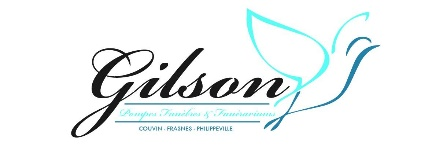 Gilson
Pompes Funèbres & Funérariums
COUVIN - FRASNES - PHILIPPEVILLE